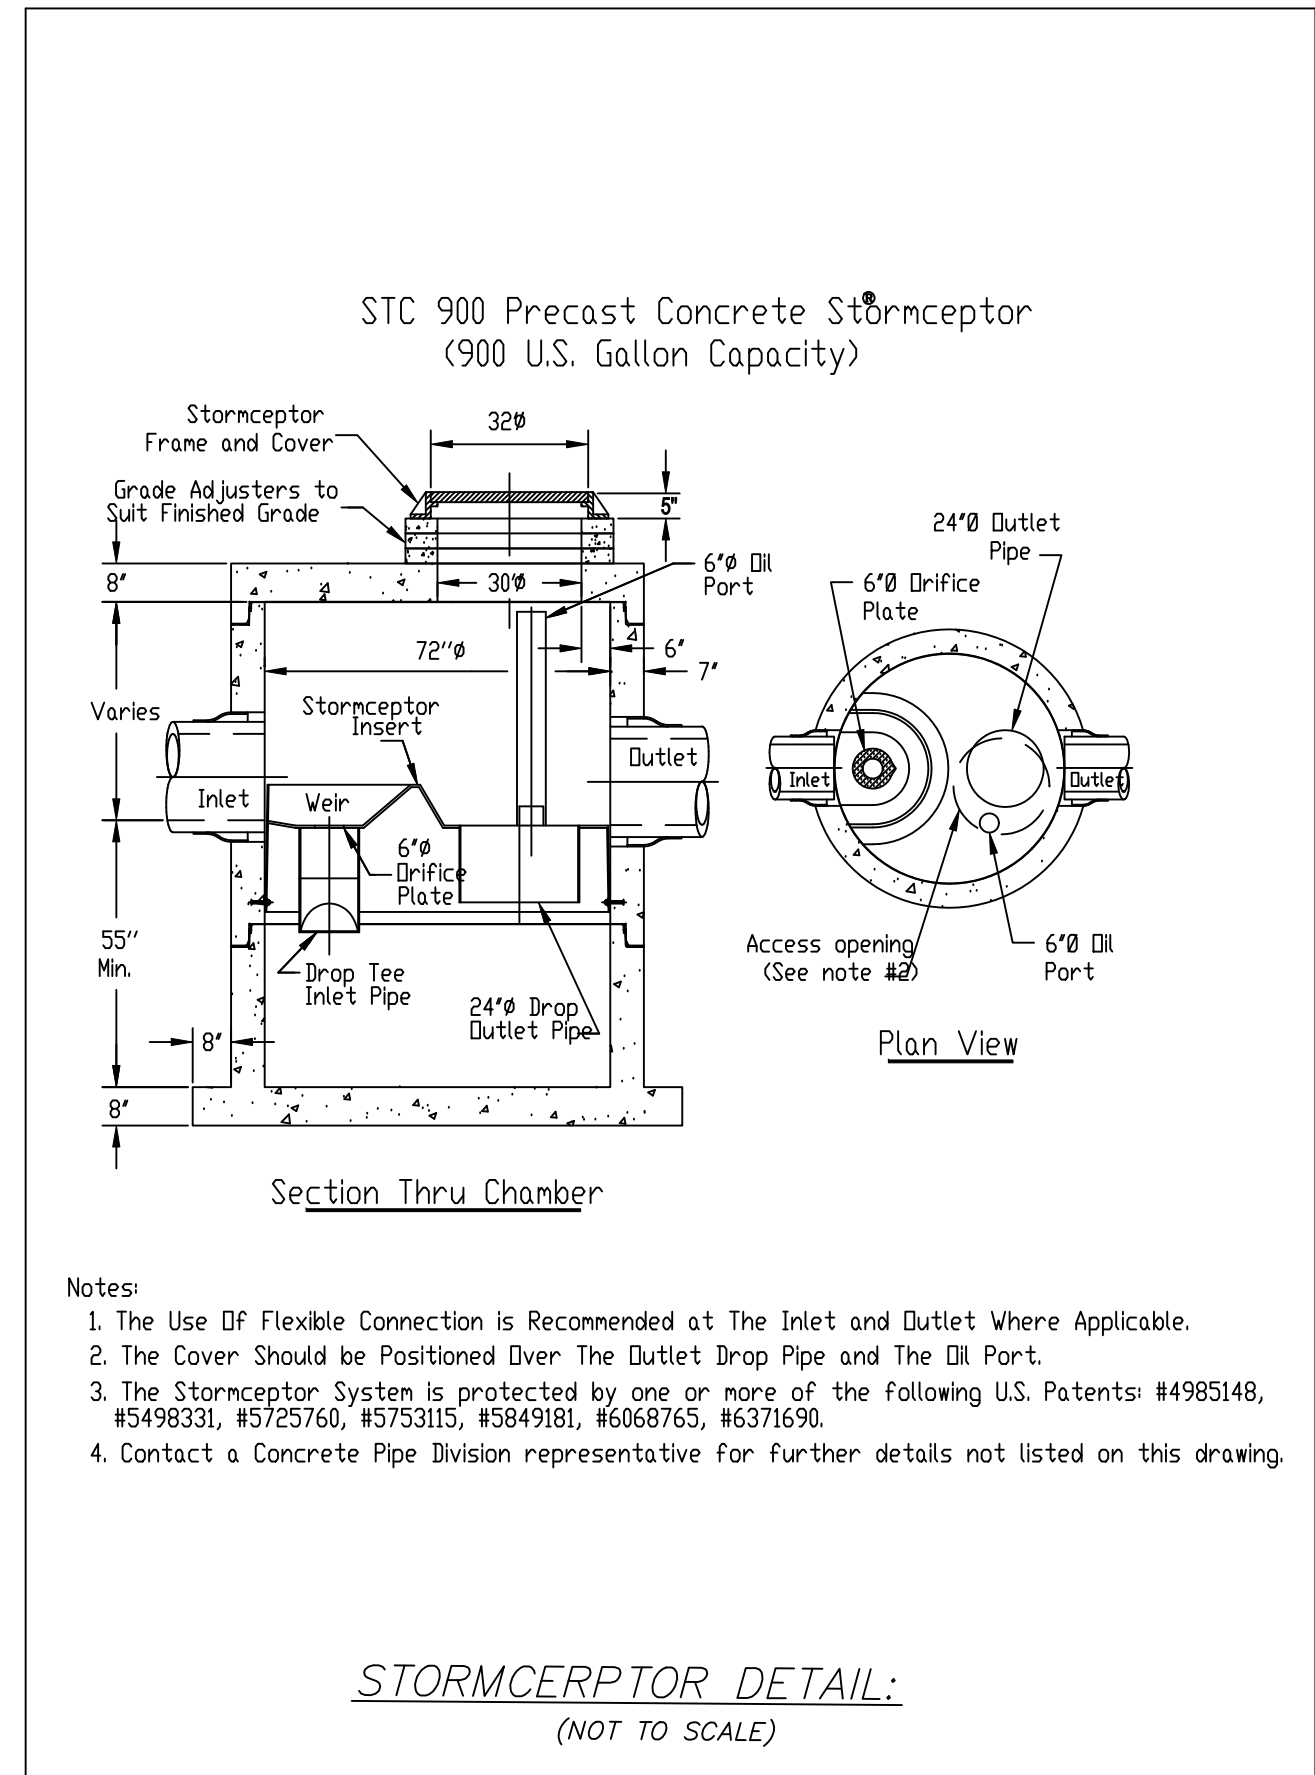 STC 900 Precast Concrete Stormceptor®
(900 U.S. Gallon Capacity)
Stormceptor
Frame and Cover
32Ø
Grade Adjusters to
Suit Finished Grade
5"
8"
30"Ø
6"Ø Oil
Port
72''Ø
6"
7"
Varies
Stormceptor
Insert
Outlet
Inlet
Weir
6"Ø
Orifice
Plate
55''
Min.
Drop Tee
Inlet Pipe
24"Ø Drop
Outlet Pipe
8"
8"
Section Thru Chamber
24"Ø Outlet
Pipe
6"Ø Orifice
Plate
Inlet
Outlet
Access opening
(See note #2)
6"Ø Oil
Port
Plan View
Notes:
1. The Use Of Flexible Connection is Recommended at The Inlet and Outlet Where Applicable.
2. The Cover Should be Positioned Over The Outlet Drop Pipe and The Oil Port.
3. The Stormceptor System is protected by one or more of the following U.S. Patents: #4985148,
#5498331, #5725760, #5753115, #5849181, #6068765, #6371690.
4. Contact a Concrete Pipe Division representative for further details not listed on this drawing.
STORMCERPTOR DETAIL:
(NOT TO SCALE)